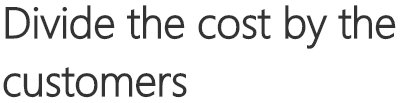 Divide the cost by the
customers